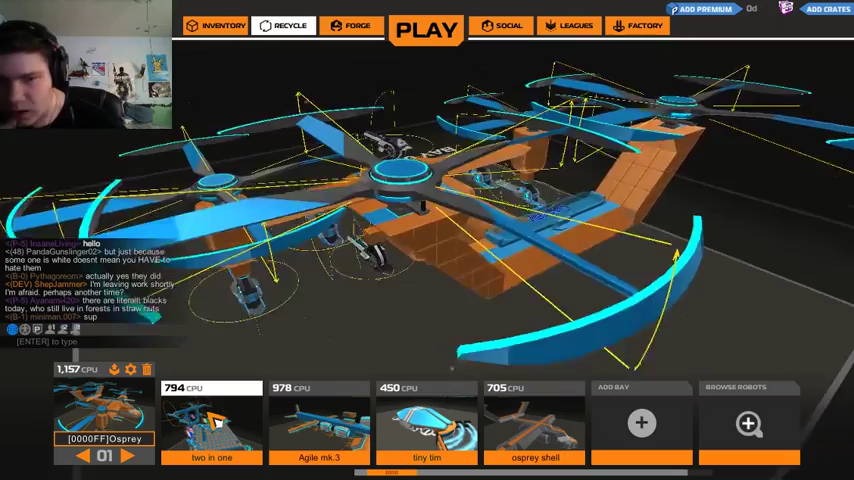 INVENTORY
RECYCLE
FORGE
PLAY
SOCIAL
LEAGUES
FACTORY
ADD PREMIUM
0d
ADD CRATES
BAY
<(P-5) InsaneLiving> hello
<(48) PandaGunslinger02> but just because
some one is white doesnt mean you HAVE to
hate them
<(B-0) Pythagoreom> actually yes they did
<(DEV) ShepJammer> I'm leaving work shortly
I'm afraid. perhaps another time?
<(P-5) Ayanami420> there are literall blacks
today, who still live in forests in straw huts
<(B-1) miniman.007> sup
[ENTER] to type
1,157 CPU
[0000FF]Osprey
01
794 CPU
two in one
978 CPU
Agile mk.3
450 CPU
tiny tim
705 CPU
osprey shell
ADD BAY
BROWSE ROBOTS